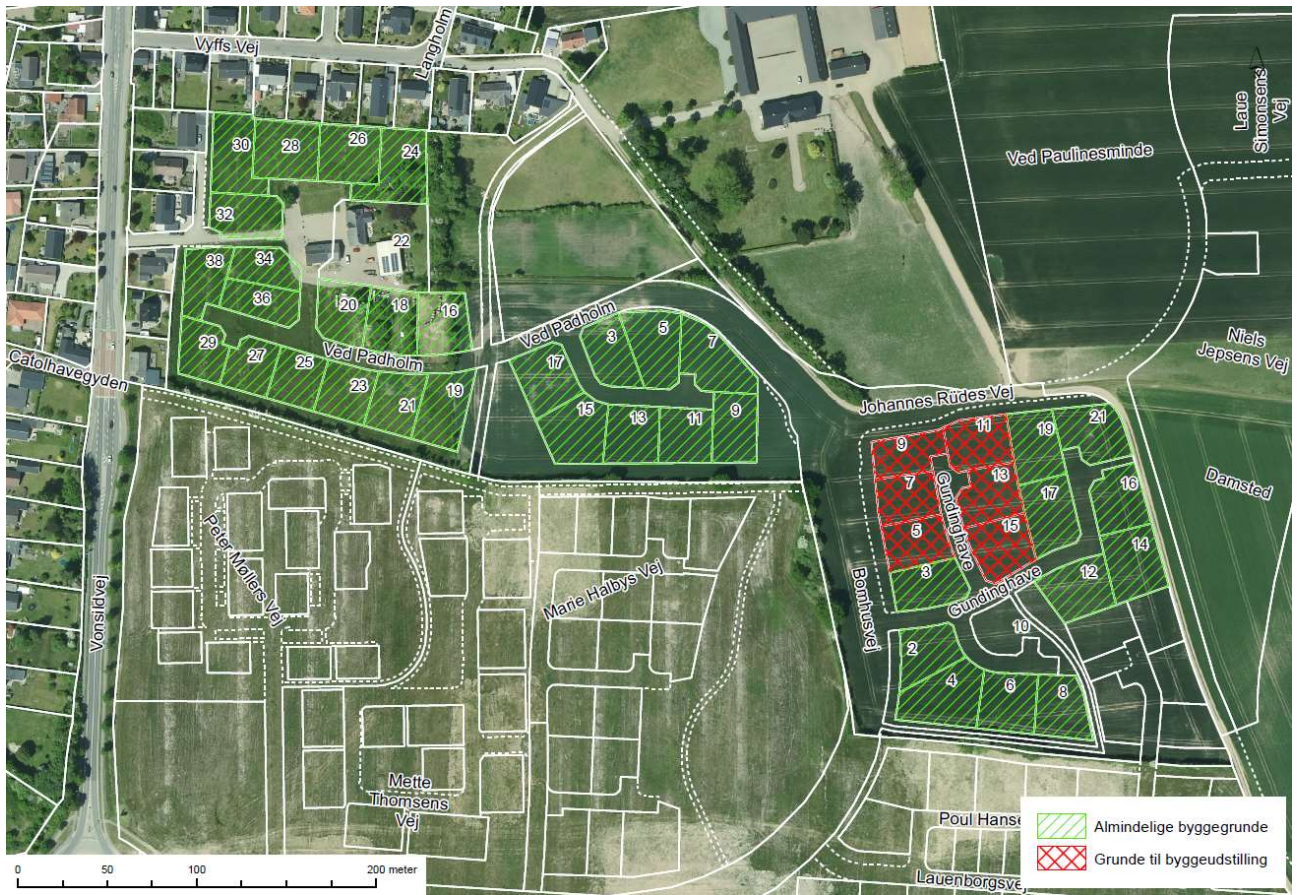 Vyffs Vej
Langholm
Laue
Simonsens
Vej
30
28
26
24
Ved Paulinesminde
32
22
38
34
36
20
18
16
Ved Padholm
3
5
7
Niels
Jepsens Vej
29
27
25
Ved Padholm
23
21
19
17
15
13
11
9
Catolhavegyden
Johannes Rüdes Vej
9
11
19
21
7
13
Gundinghave
17
16
Damsted
5
15
14
3
12
Gundinghave
Bomhusvej
10
2
4
6
8
Peter Møllers Vej
Marie Halbys Vej
Vonsildvej
Mette
Thomsens
Vej
Poul Hanse
Lauenborgsvej
Almindelige byggegrunde
Grunde til byggeudstilling
0 50 100 200 meter